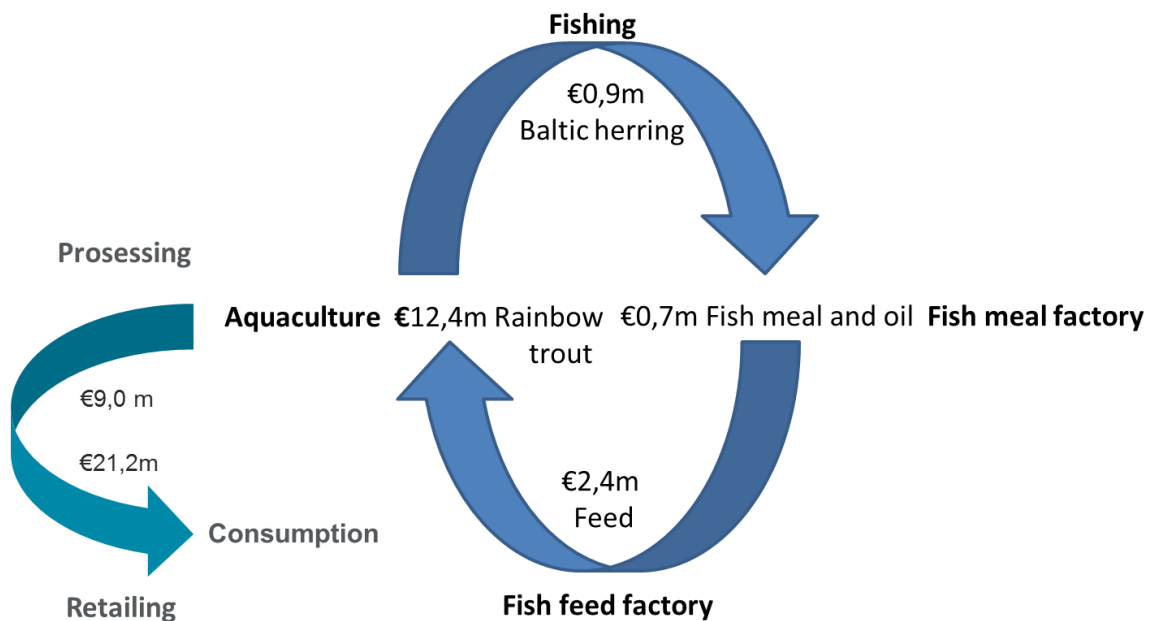 Fishing
€0,9m
Baltic herring
Prosessing
Aquaculture €12,4m Rainbow
trout
€0,7m Fish meal and oil Fish meal factory
€9,0 m
€21,2m
€2,4m
Feed
Consumption
Retailing
Fish feed factory